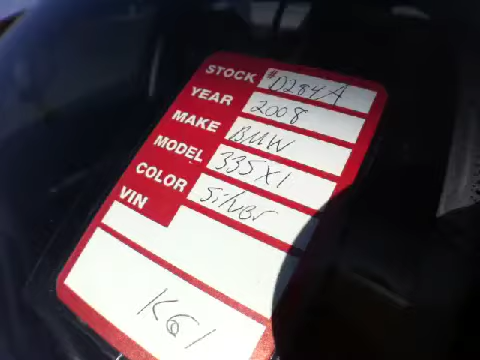 STOCK # D284A
YEAR 2008
MAKE BMW
MODEL 335XI
COLOR Silver
VIN
K61